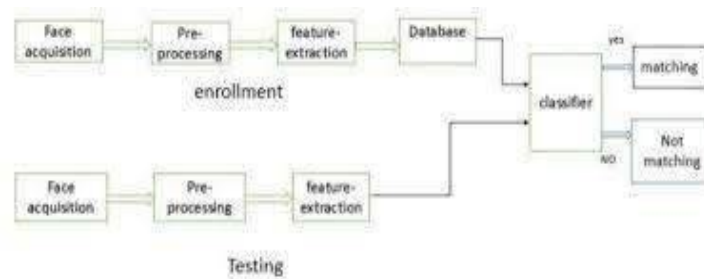 Face
acquisition
Pre-
processing
feature-
extraction
Database
enrollment
classifier
yes
matching
NO
Not
matching
Face
acquisition
Pre-
processing
feature-
extraction
Testing